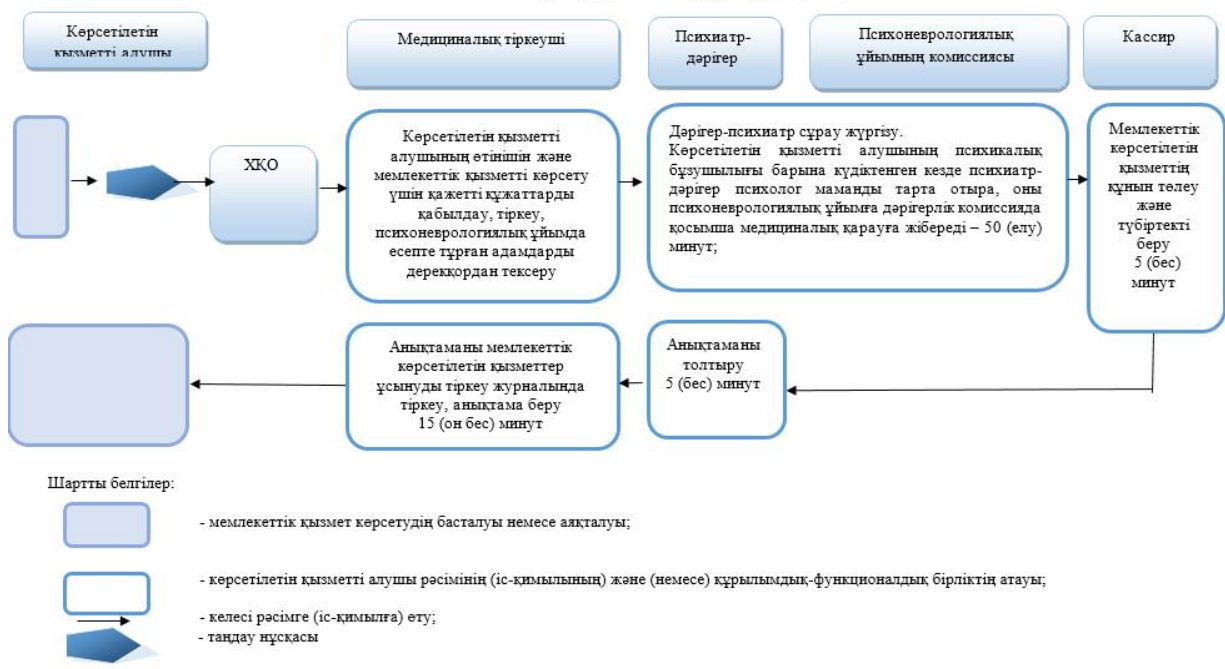 Көрсетілетін
қызметті алушы
Медициналық тіркеуші
Психиатр-
дәрігер
Психоневрологиялық
ұйымның комиссиясы
Кассир
ХҚО
Көрсетілетін қызметті
алушының өтінішін және
мемлекеттік қызметті көрсету
үшін қажетті құжаттарды
қабылдау, тіркеу,
психоневрологиялық ұйымда
есепте тұрған адамдарды
дерекқордан тексеру
Дәрігер-психиатр сұрау жүргізу.
Көрсетілетін қызметті алушының психикалық
бұзушылығы барына күдіктенген кезде психиатр-
дәрігер психолог маманды тарта отыра, оны
психоневрологиялық ұйымға дәрігерлік комиссияда
қосымша медициналық қарауға жібереді – 50 (елу)
минут;
Мемлекеттік
көрсетілетін
қызметтің
құнын төлеу
және
түбіртекті
беру
5 (бес)
минут
Анықтаманы мемлекеттік
көрсетілетін қызметтер
ұсынуды тіркеу журналында
тіркеу, анықтама беру
15 (он бес) минут
Анықтаманы
толтыру
5 (бес) минут
Шартты белгілер:
- мемлекеттік қызмет көрсетудің басталуы немесе аяқталуы;
- көрсетілетін қызметті алушы рәсімінің (іс-қимылының) және (немесе) құрылымдық-функционалдық бірліктің атауы;
- келесі рәсімге (іс-қимылға) өту;
- таңдау нұсқасы